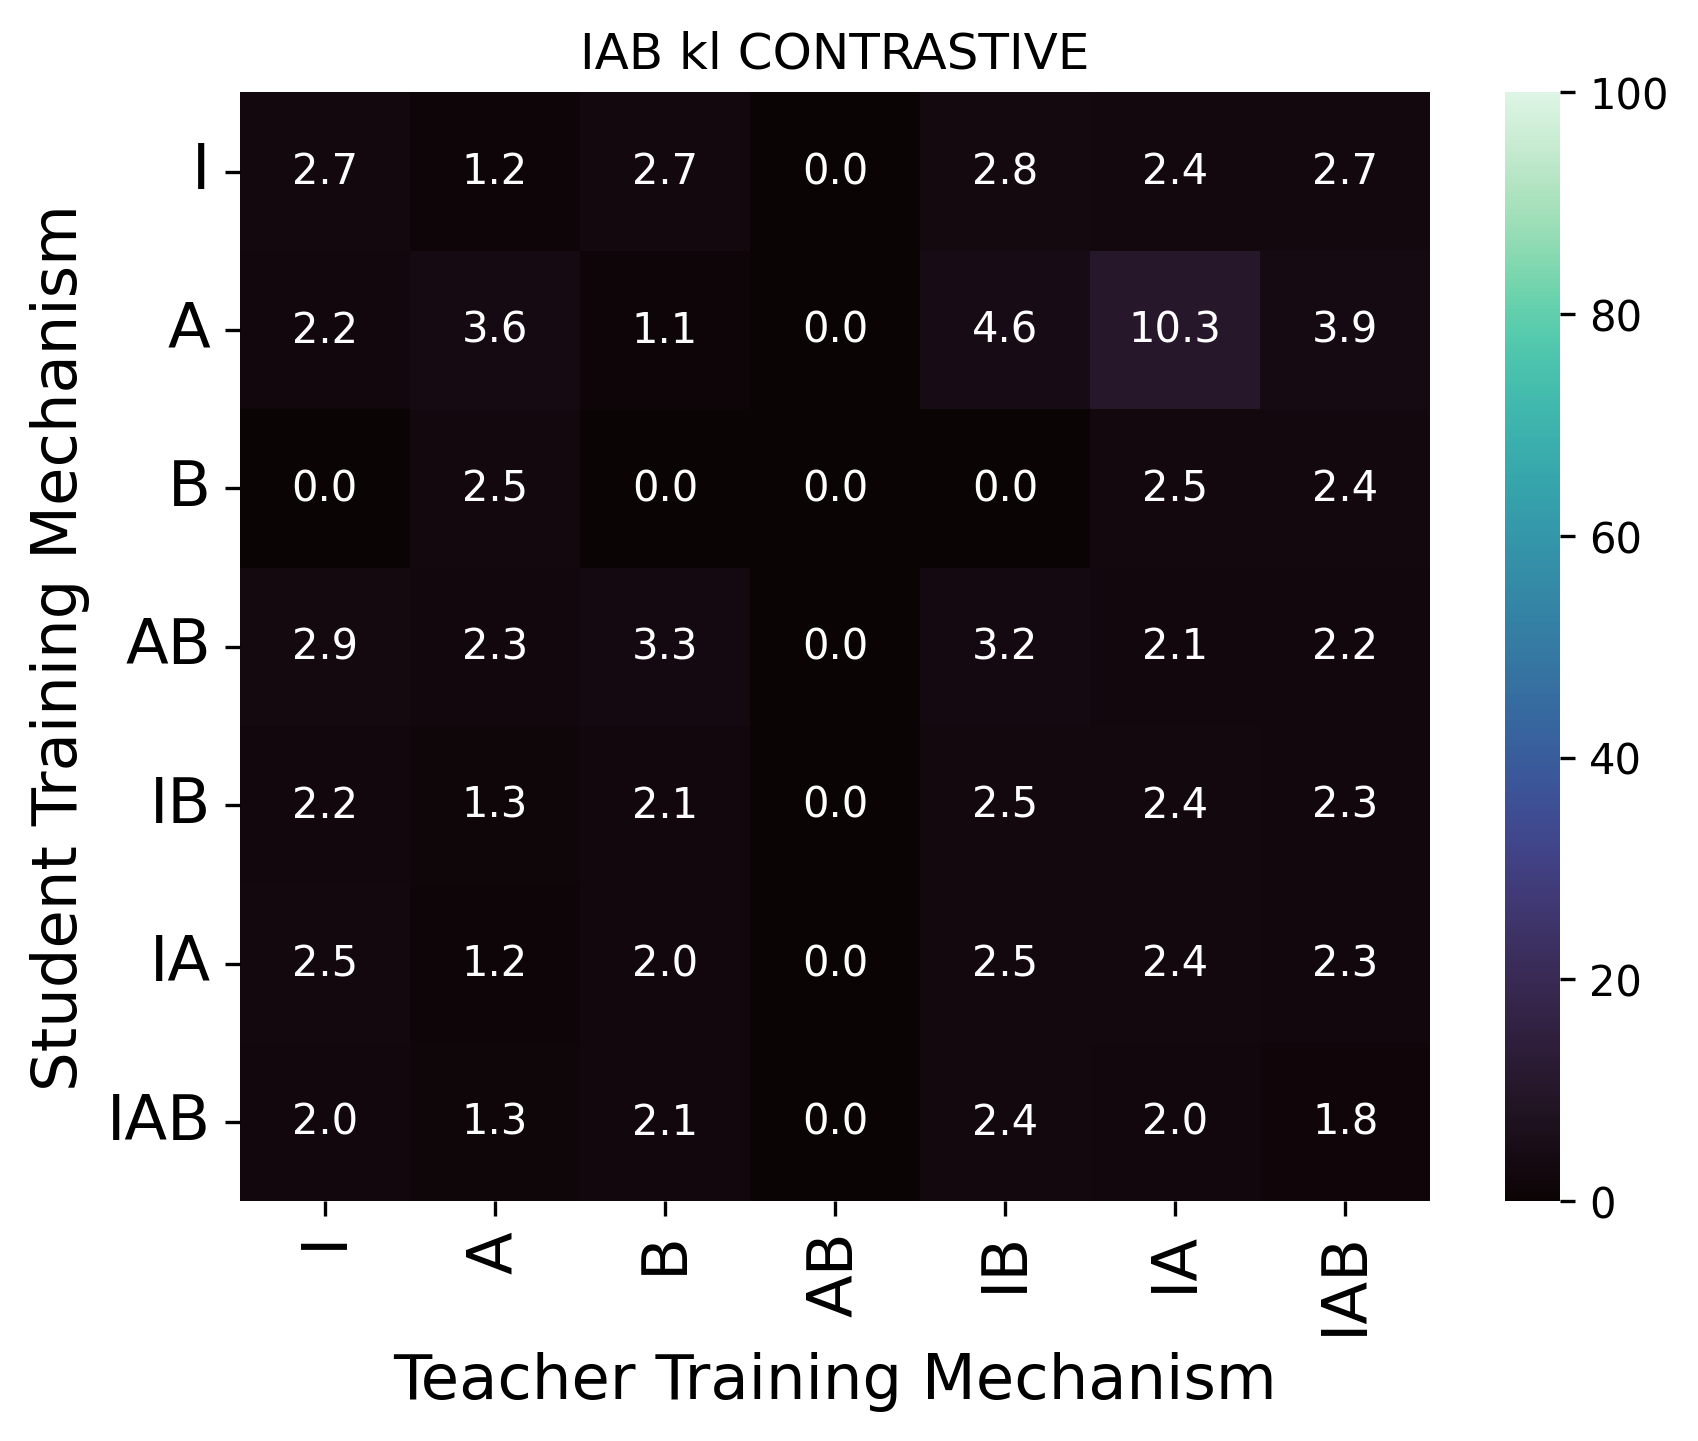 IAB kl CONTRASTIVE
I 2.7 1.2 2.7 0.0 2.8 2.4 2.7
A 2.2 3.6 1.1 0.0 4.6 10.3 3.9
B 0.0 2.5 0.0 0.0 0.0 2.5 2.4
AB 2.9 2.3 3.3 0.0 3.2 2.1 2.2
IB 2.2 1.3 2.1 0.0 2.5 2.4 2.3
IA 2.5 1.2 2.0 0.0 2.5 2.4 2.3
IAB 2.0 1.3 2.1 0.0 2.4 2.0 1.8
I A B AB IB IA IAB
Teacher Training Mechanism
Student Training Mechanism
100
80
60
40
20
0